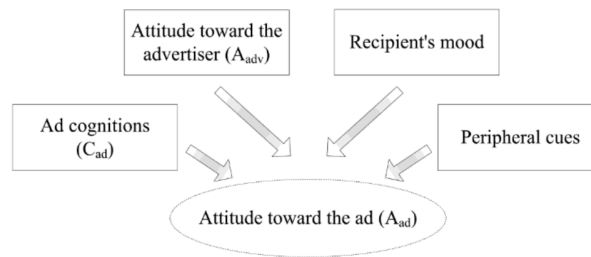 Attitude toward the
advertiser (Aadv)
Recipient's mood
Ad cognitions
(Cad)
Peripheral cues
Attitude toward the ad (Aad)